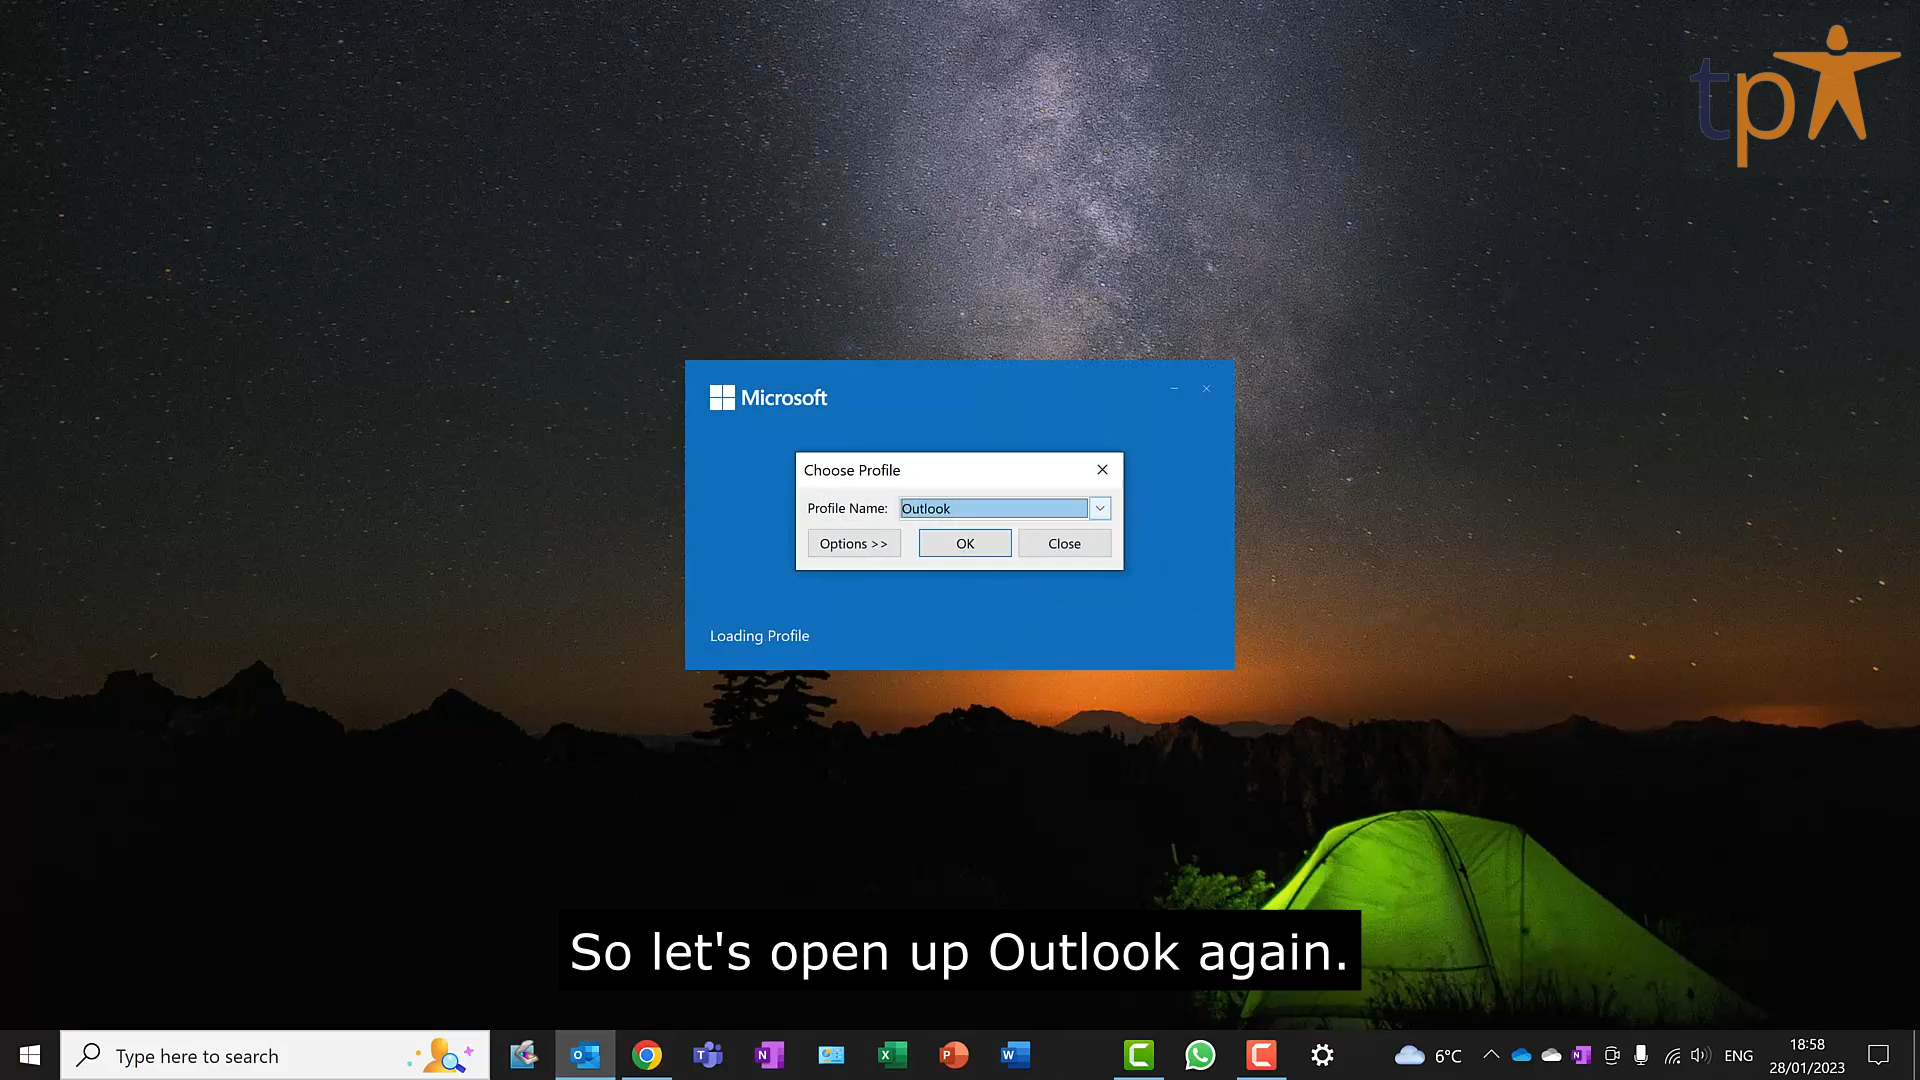 tp
Microsoft
Choose Profile
Profile Name: Outlook
Options >> OK Close
Loading Profile
So let's open up Outlook again.
Type here to search
6°C ENG 18:58
28/01/2023